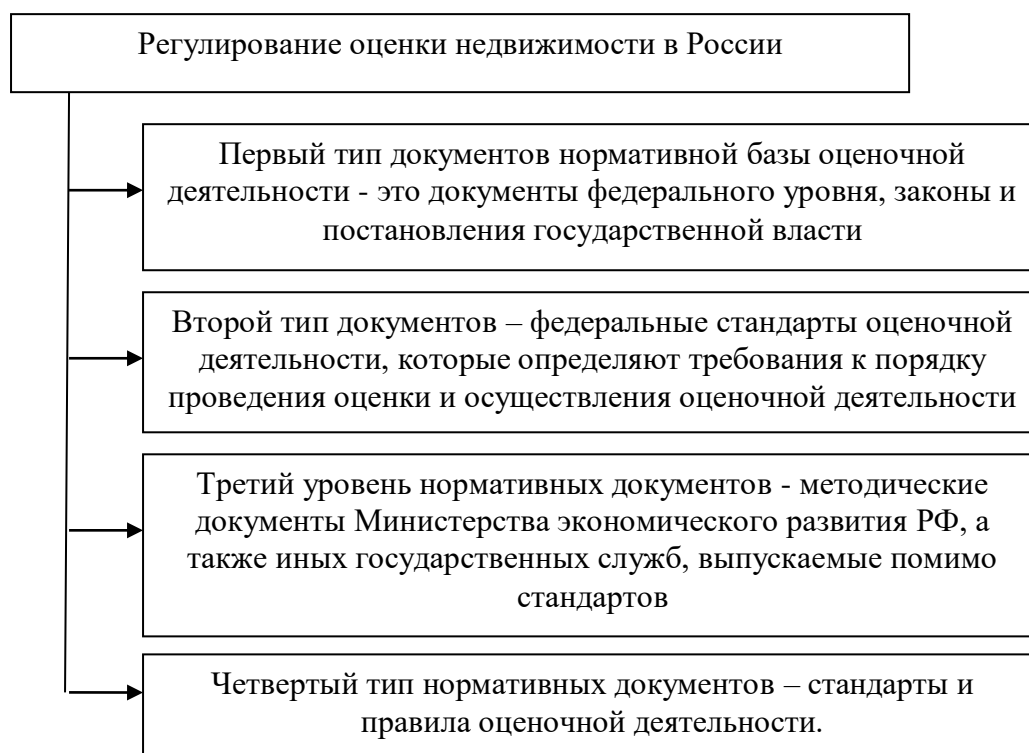 Регулирование оценки недвижимости в России
Первый тип документов нормативной базы оценочной
деятельности - это документы федерального уровня, законы и
постановления государственной власти
Второй тип документов – федеральные стандарты оценочной
деятельности, которые определяют требования к порядку
проведения оценки и осуществления оценочной деятельности
Третий уровень нормативных документов - методические
документы Министерства экономического развития РФ, а
также иных государственных служб, выпускаемые помимо
стандартов
Четвертый тип нормативных документов – стандарты и
правила оценочной деятельности.